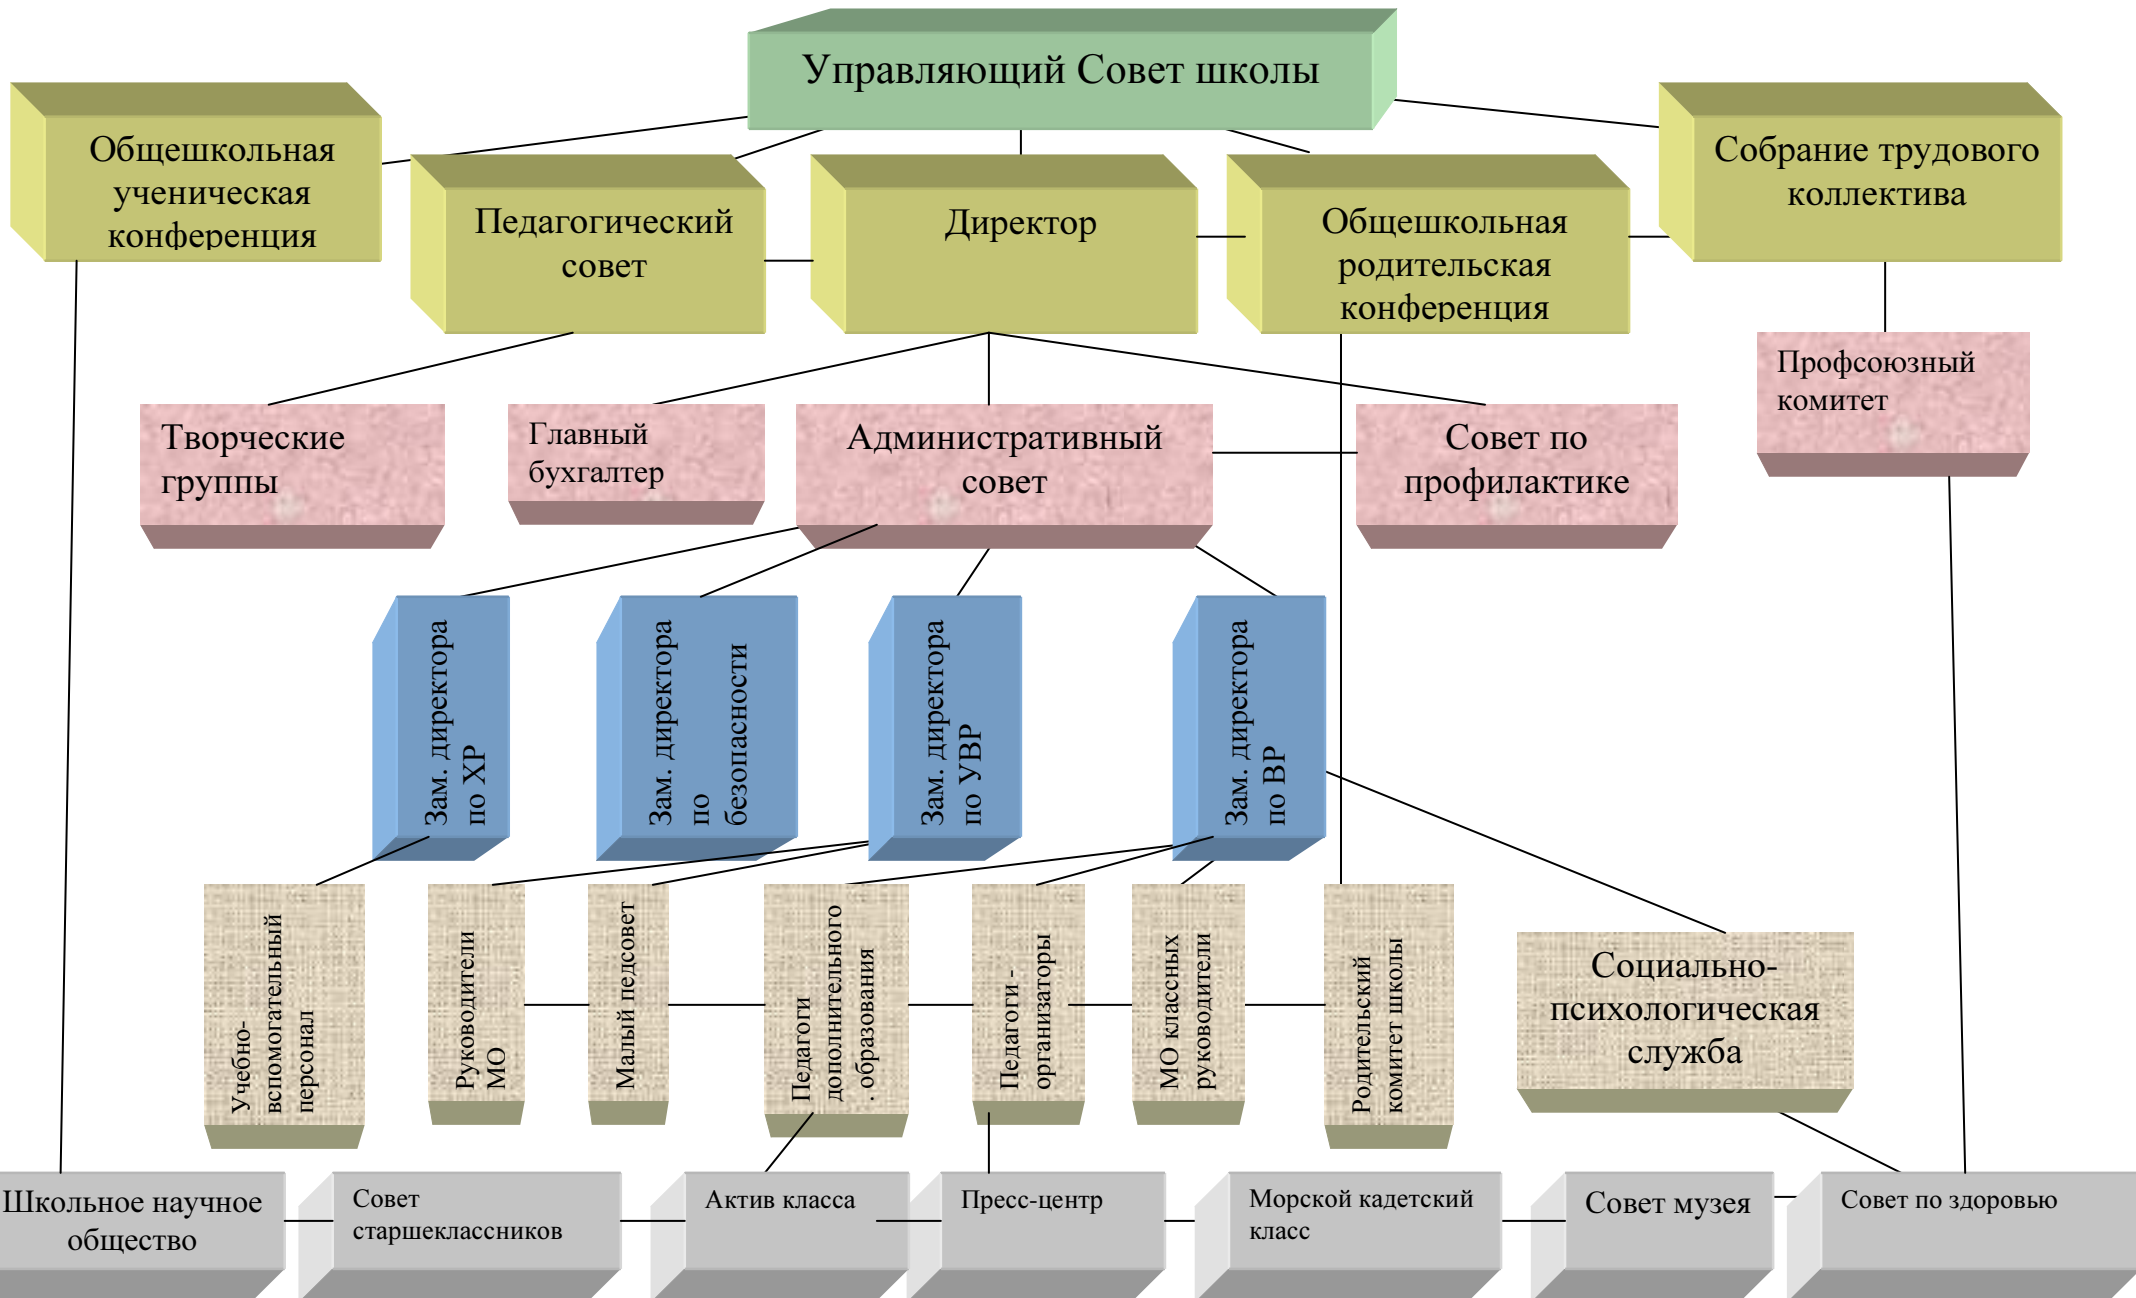 Управляющий Совет школы
Общешкольная
ученическая
конференция
Педагогический
совет
Директор
Общешкольная
родительская
конференция
Собрание трудового
коллектива
Творческие
группы
Главный
бухгалтер
Административный
совет
Совет по
профилактике
Профсоюзный
комитет
Зам. директора
по ХР
Зам. директора
по
безопасности
Зам. директора
по УВР
Зам. директора
по ВР
Учебно-
вспомогательный
персонал
Руководители
МО
Малый педсовет
Педагоги
дополнительного
. образования
Педагоги -
организаторы
МО классных
руководители
Родительский
комитет школы
Социально-
психологическая
служба
Школьное научное
общество
Совет
старшеклассников
Актив класса
Пресс-центр
Морской кадетский
класс
Совет музея
Совет по здоровью